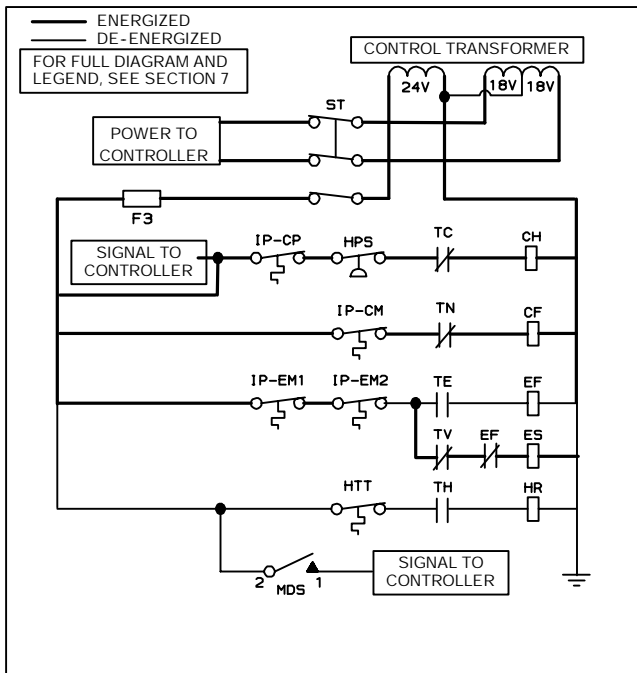 ENERGIZED
DE-ENERGIZED
FOR FULL DIAGRAM AND
LEGEND, SEE SECTION 7
CONTROL TRANSFORMER
24V
18V
18V
ST
POWER TO
CONTROLLER
F3
SIGNAL TO
CONTROLLER
IP-CP
HPS
TC
CH
IP-CM
TN
CF
IP-EM1
IP-EM2
TE
EF
TV
EF
ES
HTT
TH
HR
2
MDS
1
SIGNAL TO
CONTROLLER